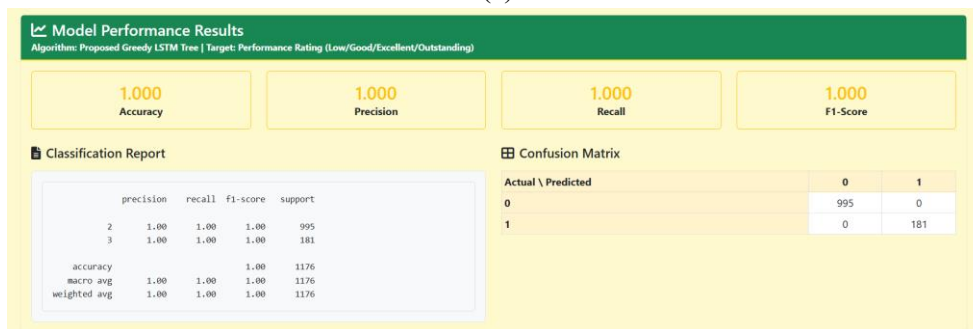 Model Performance Results
Algorithm: Proposed Greedy LSTM Tree | Target: Performance Rating (Low/Good/Excellent/Outstanding)
1.000 1.000 1.000 1.000
Accuracy Precision Recall F1-Score
Classification Report
precision recall f1-score support
2 1.00 1.00 1.00 995
3 1.00 1.00 1.00 181
accuracy 1.00 1176
macro avg 1.00 1.00 1.00 1176
weighted avg 1.00 1.00 1.00 1176
Confusion Matrix
Actual \ Predicted 0 1
0 995 0
1 0 181